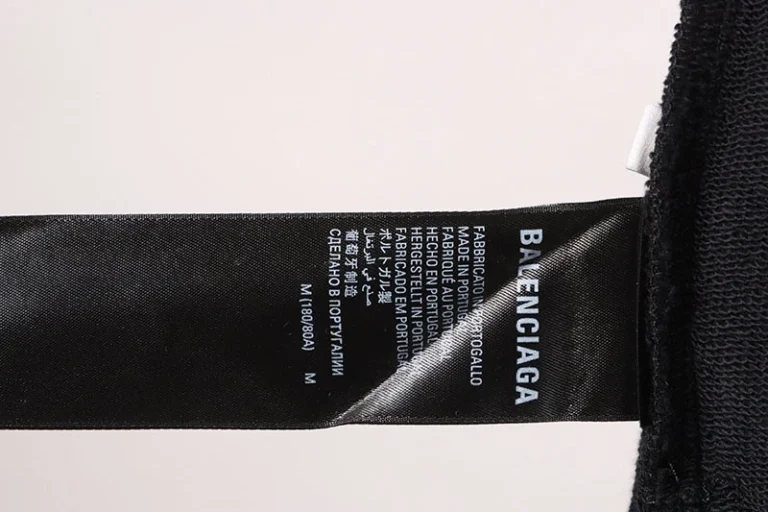 BALENCIAGA
FABBRICATO IN PORTOGALLO
MADE IN PORTUGAL
FABRIQUÉ AU PORTUGAL
HECHO EN PORTUGAL
HERGESTELLT IN PORTUGAL
FABRICADO EM PORTUGAL
ポルトガル製
صنع في البرتغال
葡萄牙制造
СДЕЛАНО В ПОРТУГАЛИИ
M (180/80A) M